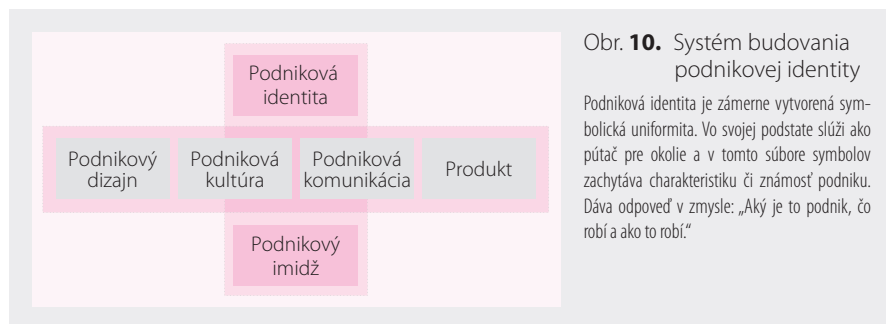 Podniková
identita
Podnikový
dizajn
Podniková
kultúra
Podniková
komunikácia
Produkt
Podnikový
imidž
Obr. 10. Systém budovania
podnikovej identity
Podniková identita je zámerne vytvorená sym-
bolická uniformita. Vo svojej podstate slúži ako
pútač pre okolie a v tomto súbore symbolov
zachytáva charakteristiku či známosť podniku.
Dáva odpoveď v zmysle: „Aký je to podnik, čo
robí a ako to robí.“